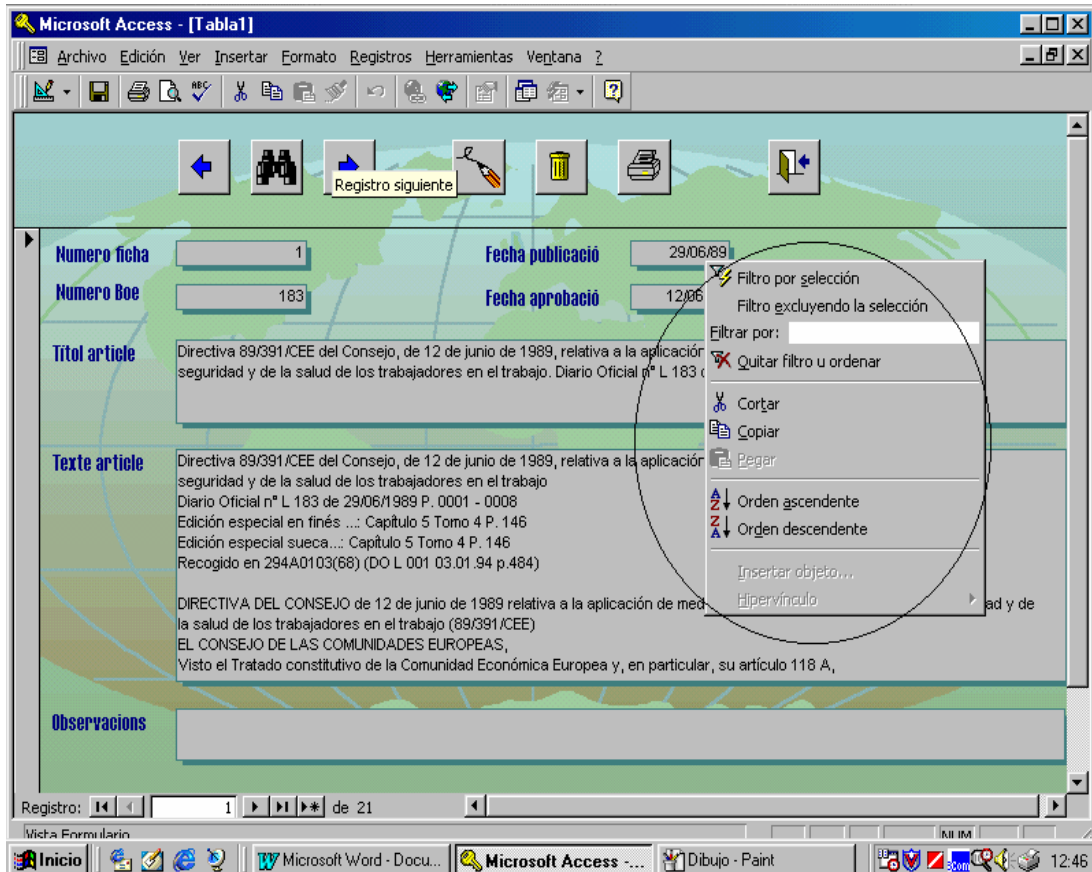 Microsoft Access - [Tabla1]
Archivo Edición Ver Insertar Formato Registros Herramientas Ventana ?
ABC
Registro siguiente
Numero ficha 1 Fecha publicació 29/06/89
Numero Boe 183 Fecha aprobació 12/06
Títol article
Directiva 89/391/CEE del Consejo, de 12 de junio de 1989, relativa a la aplicación
seguridad y de la salud de los trabajadores en el trabajo. Diario Oficial nº L 183
Texte article
Directiva 89/391/CEE del Consejo, de 12 de junio de 1989, relativa a la aplicación
seguridad y de la salud de los trabajadores en el trabajo
Diario Oficial nº L 183 de 29/06/1989 P. 0001 - 0008
Edición especial en finés ...: Capítulo 5 Tomo 4 P. 146
Edición especial sueca...: Capítulo 5 Tomo 4 P. 146
Recogido en 294A0103(68) (DO L 001 03.01.94 p.484)
DIRECTIVA DEL CONSEJO de 12 de junio de 1989 relativa a la aplicación de med ad y de
la salud de los trabajadores en el trabajo (89/391/CEE)
EL CONSEJO DE LAS COMUNIDADES EUROPEAS,
Visto el Tratado constitutivo de la Comunidad Económica Europea y, en particular, su artículo 118 A,
Filtro por selección
Filtro excluyendo la selección
Filtrar por:
Quitar filtro u ordenar
Cortar
Copiar
Pegar
Orden ascendente
Orden descendente
Insertar objeto...
Hipervínculo
Observacions
Registro: 1 de 21
Vista Formulario NUM
Inicio Microsoft Word - Docu... Microsoft Access -... Dibujo - Paint 12:46